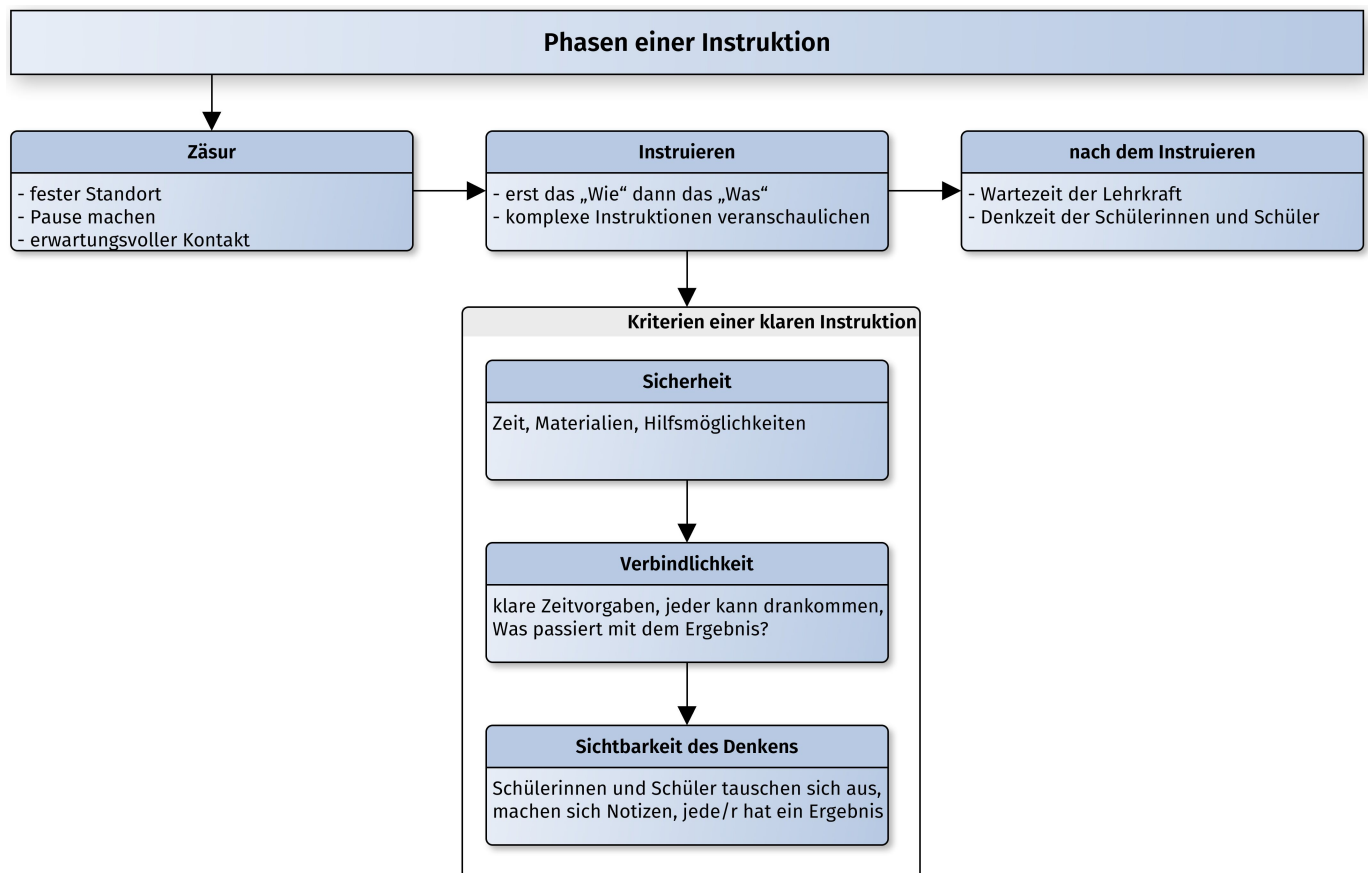 Phasen einer Instruktion
Zäsur
- fester Standort
- Pause machen
- erwartungsvoller Kontakt
Instruieren
- erst das „Wie“ dann das „Was“
- komplexe Instruktionen veranschaulichen
nach dem Instruieren
- Wartezeit der Lehrkraft
- Denkzeit der Schülerinnen und Schüler
Kriterien einer klaren Instruktion
Sicherheit
Zeit, Materialien, Hilfsmöglichkeiten
Verbindlichkeit
klare Zeitvorgaben, jeder kann drankommen,
Was passiert mit dem Ergebnis?
Sichtbarkeit des Denkens
Schülerinnen und Schüler tauschen sich aus,
machen sich Notizen, jede/r hat ein Ergebnis